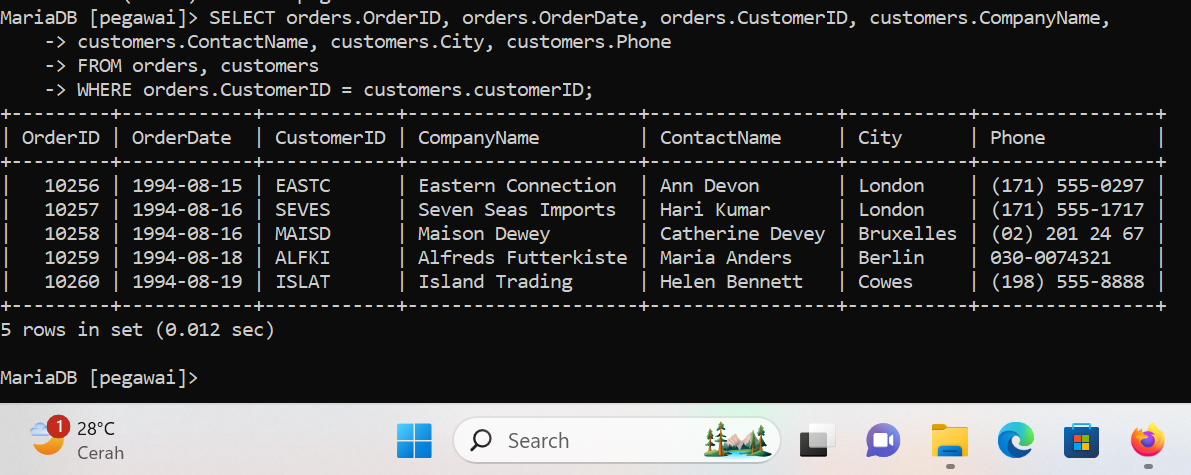 MariaDB [pegawai]> SELECT orders.OrderID, orders.OrderDate, orders.CustomerID, customers.CompanyName,
    -> customers.ContactName, customers.City, customers.Phone
    -> FROM orders, customers
    -> WHERE orders.CustomerID = customers.customerID;
+---------+------------+------------+---------------------+-----------------+-----------+----------------+
| OrderID | OrderDate  | CustomerID | CompanyName         | ContactName     | City      | Phone          |
+---------+------------+------------+---------------------+-----------------+-----------+----------------+
|   10256 | 1994-08-15 | EASTC      | Eastern Connection  | Ann Devon       | London    | (171) 555-0297 |
|   10257 | 1994-08-16 | SEVES      | Seven Seas Imports  | Hari Kumar      | London    | (171) 555-1717 |
|   10258 | 1994-08-16 | MAISD      | Maison Dewey        | Catherine Devey | Bruxelles | (02) 201 24 67 |
|   10259 | 1994-08-18 | ALFKI      | Alfreds Futterkiste | Maria Anders    | Berlin    | 030-0074321    |
|   10260 | 1994-08-19 | ISLAT      | Island Trading      | Helen Bennett   | Cowes     | (198) 555-8888 |
+---------+------------+------------+---------------------+-----------------+-----------+----------------+
5 rows in set (0.012 sec)
MariaDB [pegawai]>
1
28°C
Cerah
Search